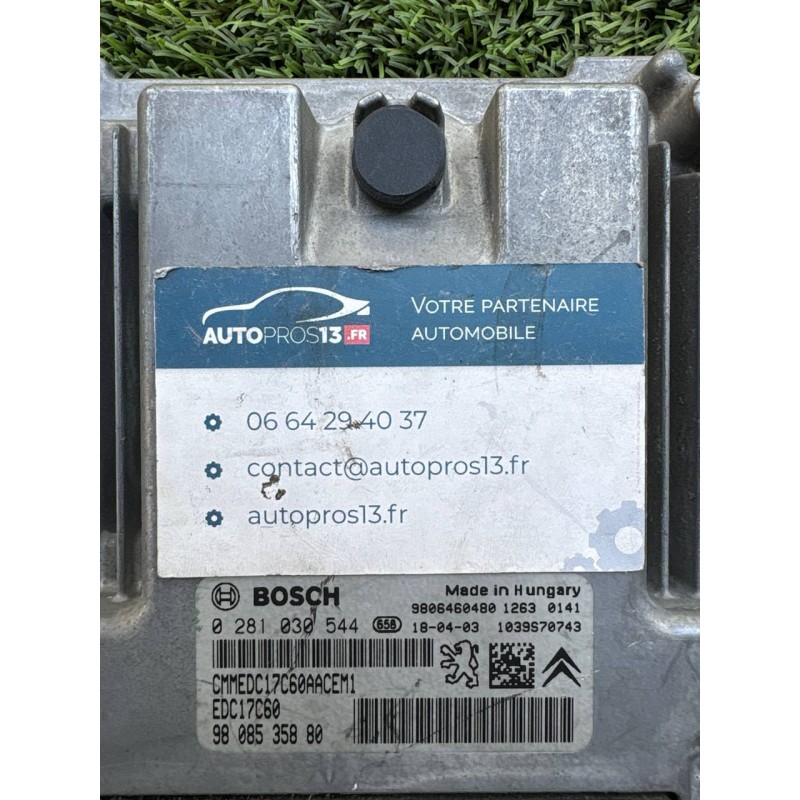 AUTOPROS13.FR
VOTRE PARTENAIRE
AUTOMOBILE
06 64 29 40 37
contact@autopros13.fr
autopros13.fr
BOSCH
Made in Hungary
9806460480 1263 0141
0 281 030 544 658 18-04-03 1039S70743
CMMEDC17C60AACEM1
EDC17C60
98 085 358 80